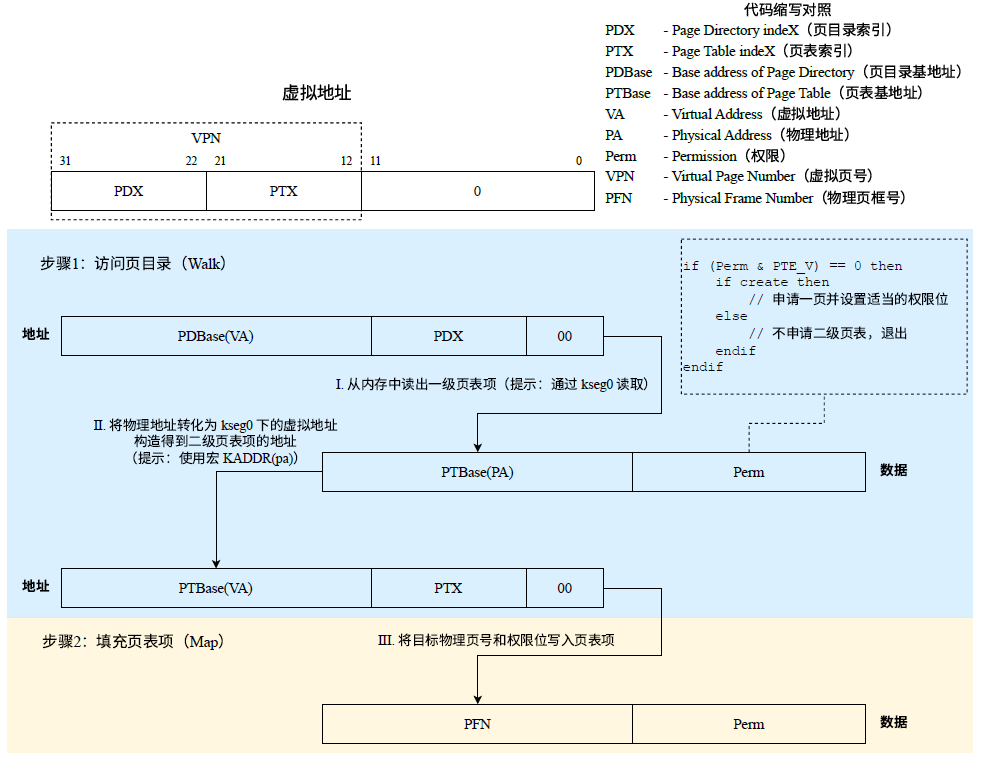 代码缩写对照
PDX - Page Directory indeX（页目录索引）
PTX - Page Table indeX（页表索引）
PDBase - Base address of Page Directory（页目录基地址）
PTBase - Base address of Page Table（页表基地址）
VA - Virtual Address（虚拟地址）
PA - Physical Address（物理地址）
Perm - Permission（权限）
VPN - Virtual Page Number（虚拟页号）
PFN - Physical Frame Number（物理页框号）
虚拟地址
VPN
31 22 21 12 11 0
PDX PTX 0
步骤1：访问页目录（Walk）
if (Perm & PTE_V) == 0 then
if create then
// 申请一页并设置适当的权限位
else
// 不申请二级页表，退出
endif
endif
地址 PDBase(VA) PDX 00
I. 从内存中读出一级页表项（提示：通过 kseg0 读取）
II. 将物理地址转化为 kseg0 下的虚拟地址
构造得到二级页表项的地址
（提示：使用宏 KADDR(pa)）
PTBase(PA) Perm 数据
地址 PTBase(VA) PTX 00
步骤2：填充页表项（Map）
III. 将目标物理页号和权限位写入页表项
PFN Perm 数据